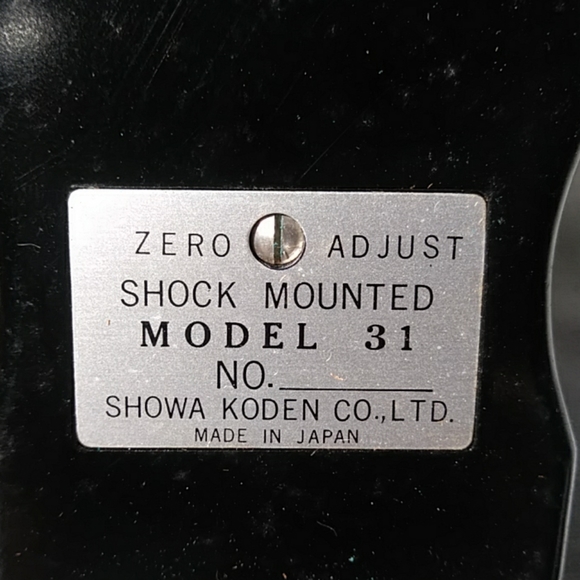 ZERO ADJUST
SHOCK MOUNTED
MODEL 31
NO.
SHOWA KODEN CO.,LTD.
MADE IN JAPAN